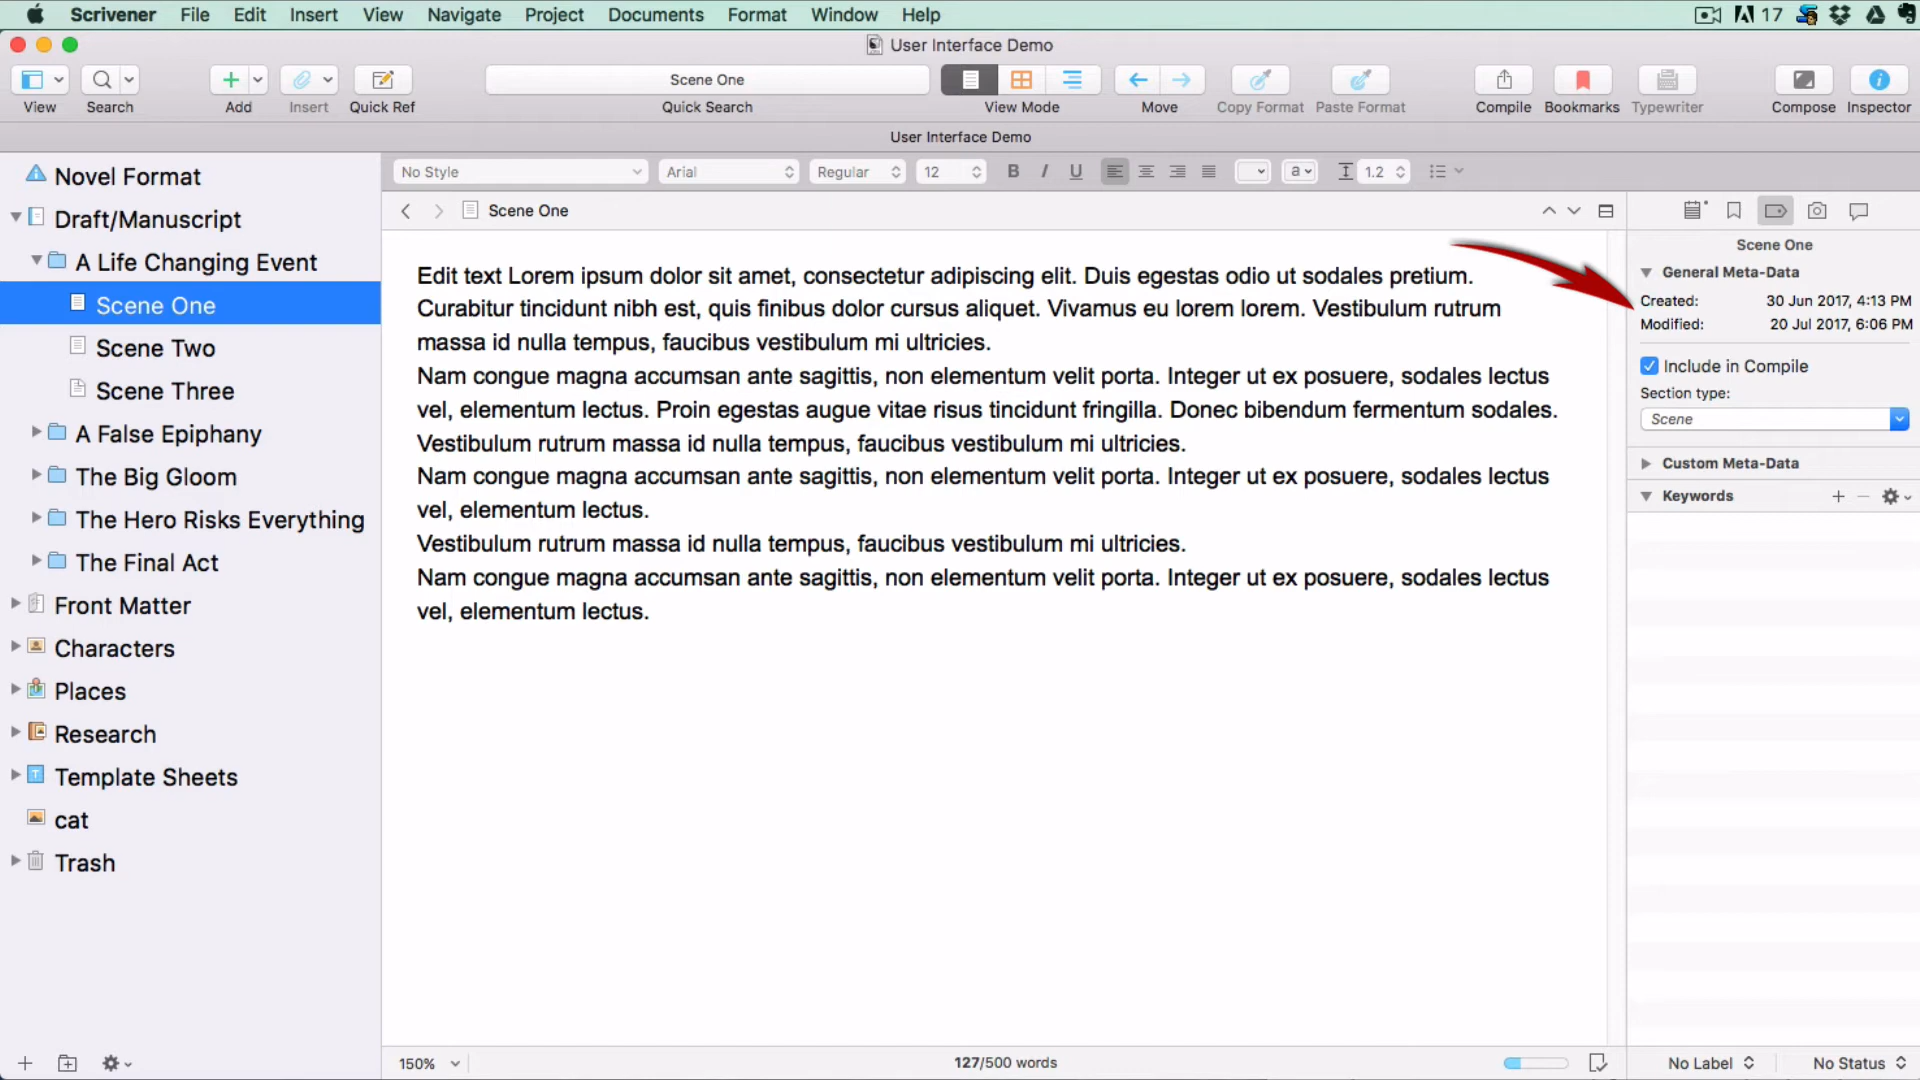 Scrivener File Edit Insert View Navigate Project Documents Format Window Help 17
User Interface Demo
Scene One
View Search Add Insert Quick Ref Quick Search View Mode Move Copy Format Paste Format Compile Bookmarks Typewriter Compose Inspector
User Interface Demo
No Style Arial Regular 12 B I U a 1.2
Novel Format
Draft/Manuscript
A Life Changing Event
Scene One
Scene Two
Scene Three
A False Epiphany
The Big Gloom
The Hero Risks Everything
The Final Act
Front Matter
Characters
Places
Research
Template Sheets
cat
Trash
Scene One
Edit text Lorem ipsum dolor sit amet, consectetur adipiscing elit. Duis egestas odio ut sodales pretium.
Curabitur tincidunt nibh est, quis finibus dolor cursus aliquet. Vivamus eu lorem lorem. Vestibulum rutrum
massa id nulla tempus, faucibus vestibulum mi ultricies.
Nam congue magna accumsan ante sagittis, non elementum velit porta. Integer ut ex posuere, sodales lectus
vel, elementum lectus. Proin egestas augue vitae risus tincidunt fringilla. Donec bibendum fermentum sodales.
Vestibulum rutrum massa id nulla tempus, faucibus vestibulum mi ultricies.
Nam congue magna accumsan ante sagittis, non elementum velit porta. Integer ut ex posuere, sodales lectus
vel, elementum lectus.
Vestibulum rutrum massa id nulla tempus, faucibus vestibulum mi ultricies.
Nam congue magna accumsan ante sagittis, non elementum velit porta. Integer ut ex posuere, sodales lectus
vel, elementum lectus.
Scene One
General Meta-Data
Created: 30 Jun 2017, 4:13 PM
Modified: 20 Jul 2017, 6:06 PM
Include in Compile
Section type:
Scene
Custom Meta-Data
Keywords
150%
127/500 words
No Label No Status